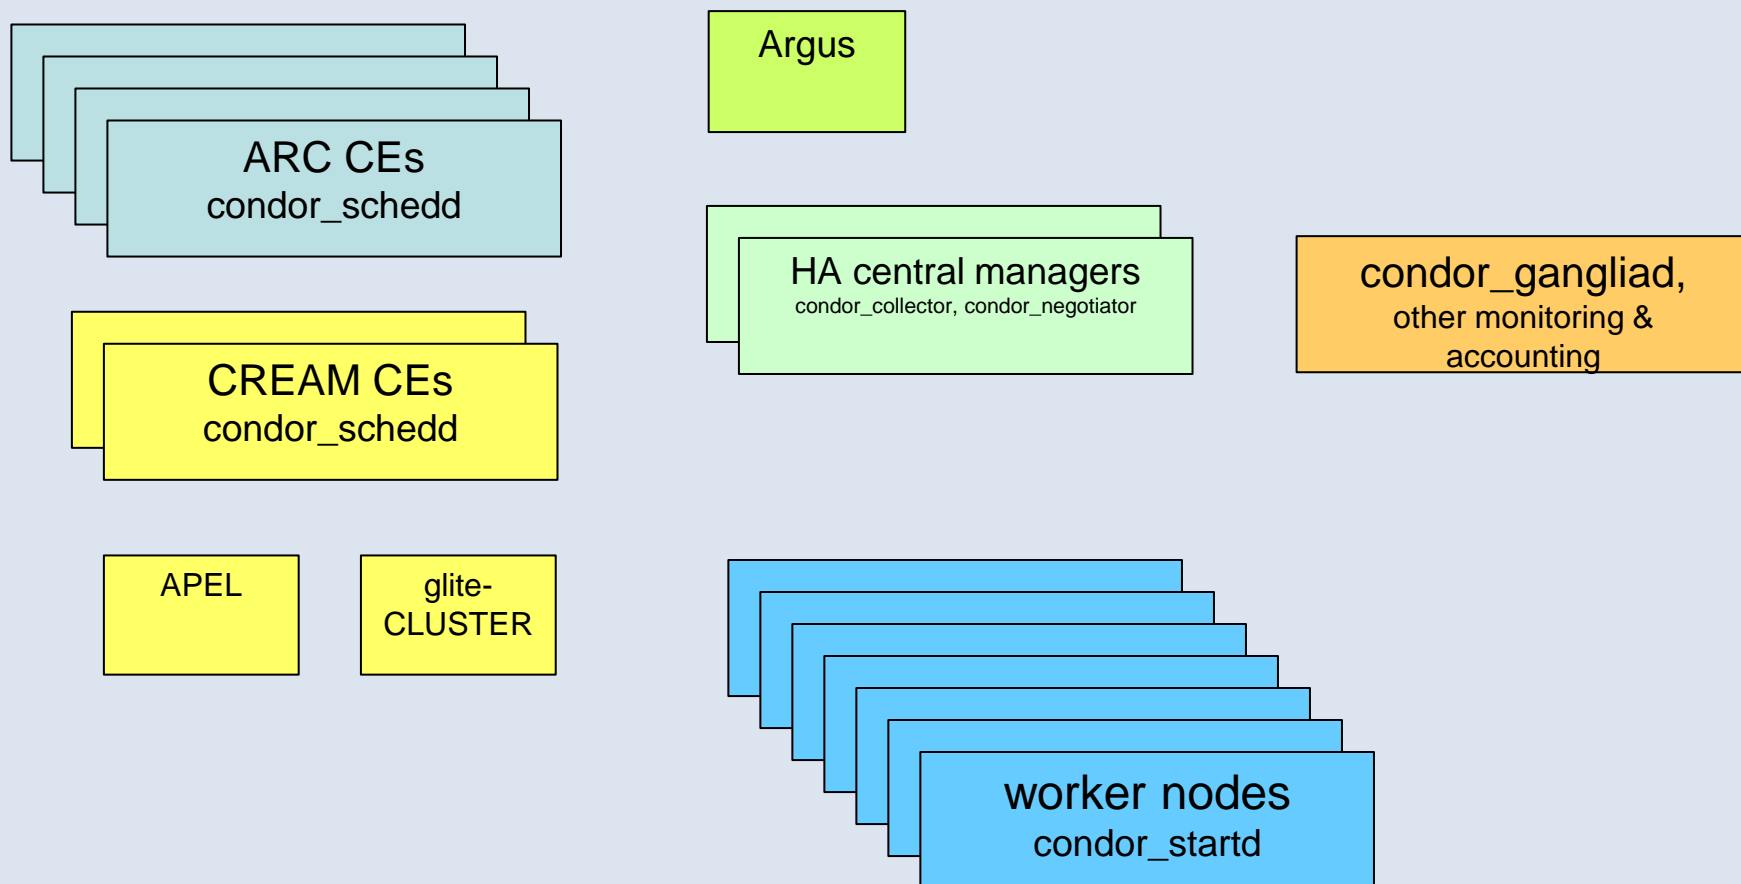 Argus
ARC CEs
condor_schedd
HA central managers
condor_collector, condor_negotiator
condor_gangliad,
other monitoring &
accounting
CREAM CEs
condor_schedd
APEL
glite-
CLUSTER
worker nodes
condor_startd